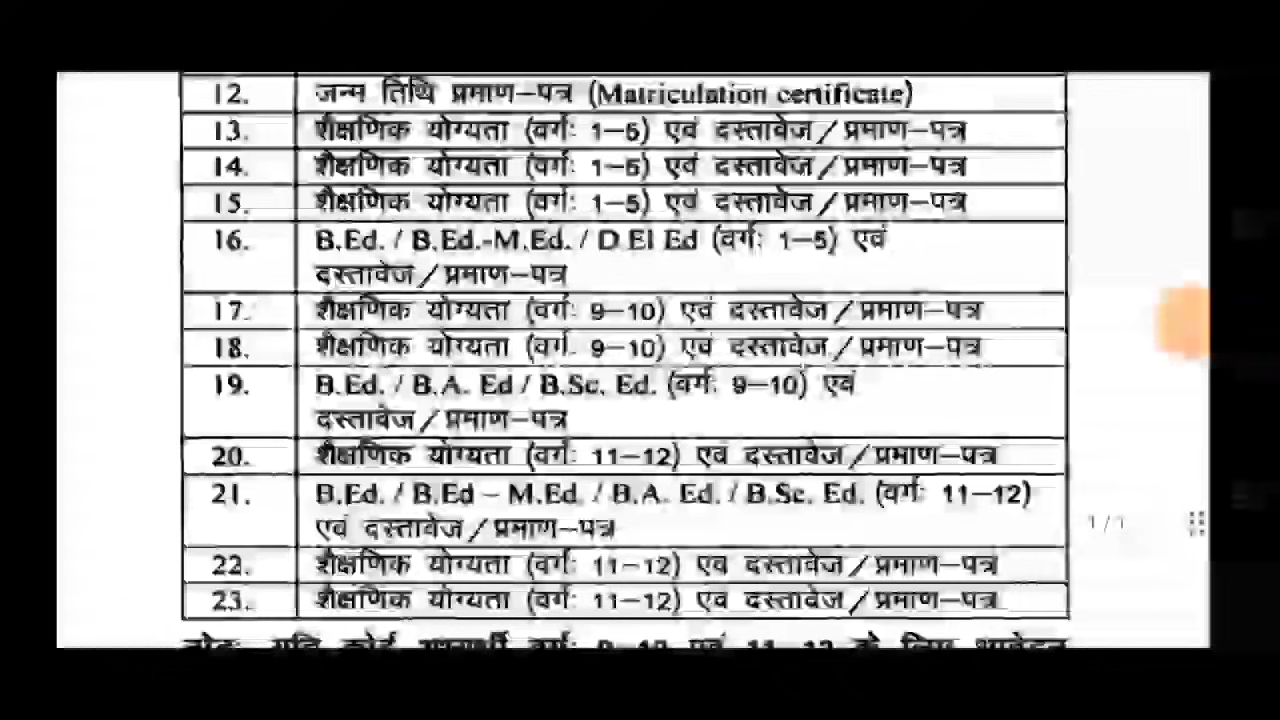 12. जन्म तिथि प्रमाण–पत्र (Matriculation certificate)
13. शैक्षणिक योग्यता (वर्गः 1–5) एवं दस्तावेज/प्रमाण–पत्र
14. शैक्षणिक योग्यता (वर्गः 1–5) एवं दस्तावेज/प्रमाण–पत्र
15. शैक्षणिक योग्यता (वर्गः 1–5) एवं दस्तावेज/प्रमाण–पत्र
16. B.Ed. / B.Ed.-M.Ed. / D El Ed (वर्गः 1–5) एवं
दस्तावेज/प्रमाण–पत्र
17. शैक्षणिक योग्यता (वर्गः 9–10) एवं दस्तावेज/प्रमाण–पत्र
18. शैक्षणिक योग्यता (वर्गः 9–10) एवं दस्तावेज/प्रमाण–पत्र
19. B.Ed. / B.A. Ed / B.Sc. Ed. (वर्गः 9–10) एवं
दस्तावेज/प्रमाण–पत्र
20. शैक्षणिक योग्यता (वर्गः 11–12) एवं दस्तावेज/प्रमाण–पत्र
21. B.Ed. / B.Ed – M.Ed. / B.A. Ed. / B.Sc. Ed. (वर्गः 11–12)
एवं दस्तावेज/प्रमाण–पत्र
1/1
22. शैक्षणिक योग्यता (वर्गः 11–12) एवं दस्तावेज/प्रमाण–पत्र
23. शैक्षणिक योग्यता (वर्गः 11–12) एवं दस्तावेज/प्रमाण–पत्र